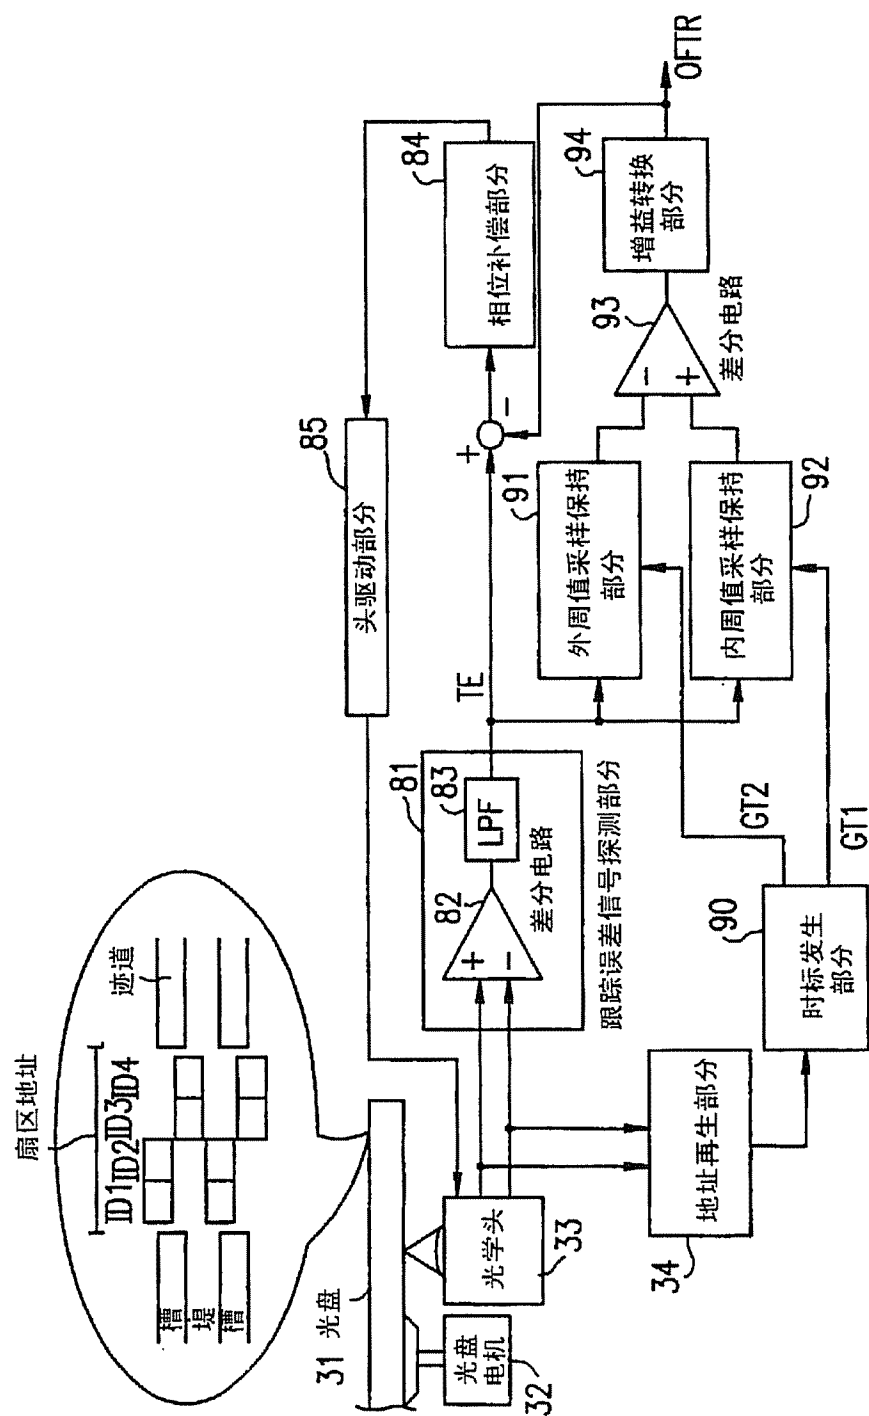 扇区地址
ID1 ID2 ID3 ID4
迹道
槽
堤
槽
31
光盘
光盘
电机
32
光学头
33
地址再生部分
34
头驱动部分
85
81
82
83
LPF
差分电路
跟踪误差信号探测部分
TE
+
-
+
-
相位补偿部分
84
时标发生
部分
90
GT2
GT1
外周值采样保持
部分
91
内周值采样保持
部分
92
-
+
93
差分电路
增益转换
部分
94
OFTR